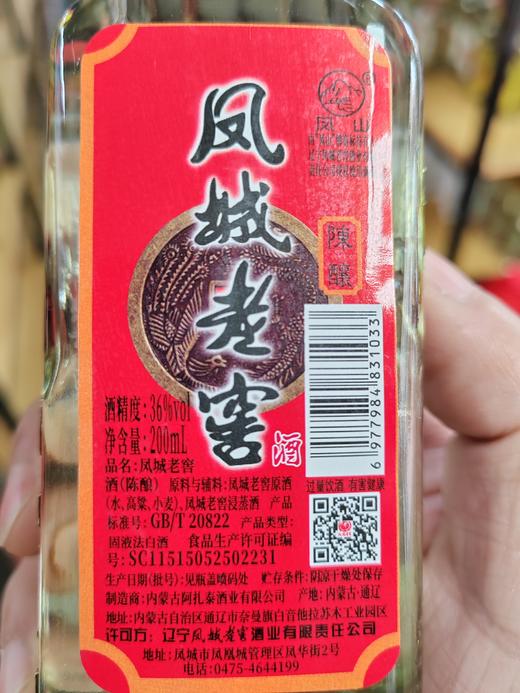 凤城老窖
酒
凤山
陳釀
酒精度:36%vol
净含量:200mL
品名:凤城老窖
酒(陈酿) 原料与辅料:凤城老窖原酒
(水、高粱、小麦)、凤城老窖浸蒸酒 产品
标准号:GB/T 20822 产品类型:
固液法白酒 食品生产许可证编
号:SC11515052502231
生产日期(批号):见瓶盖喷码处 贮存条件:阴凉干燥处保存
制造商:内蒙古阿扎泰酒业有限公司 产地:内蒙古·通辽
地址:内蒙古自治区通辽市奈曼旗白音他拉苏木工业园区
许可方:辽宁凤城老窖酒业有限责任公司
地址:凤城市凤凰城管理区凤华街2号
电话:0475-4644199
6 977984 831033
过量饮酒 有害健康